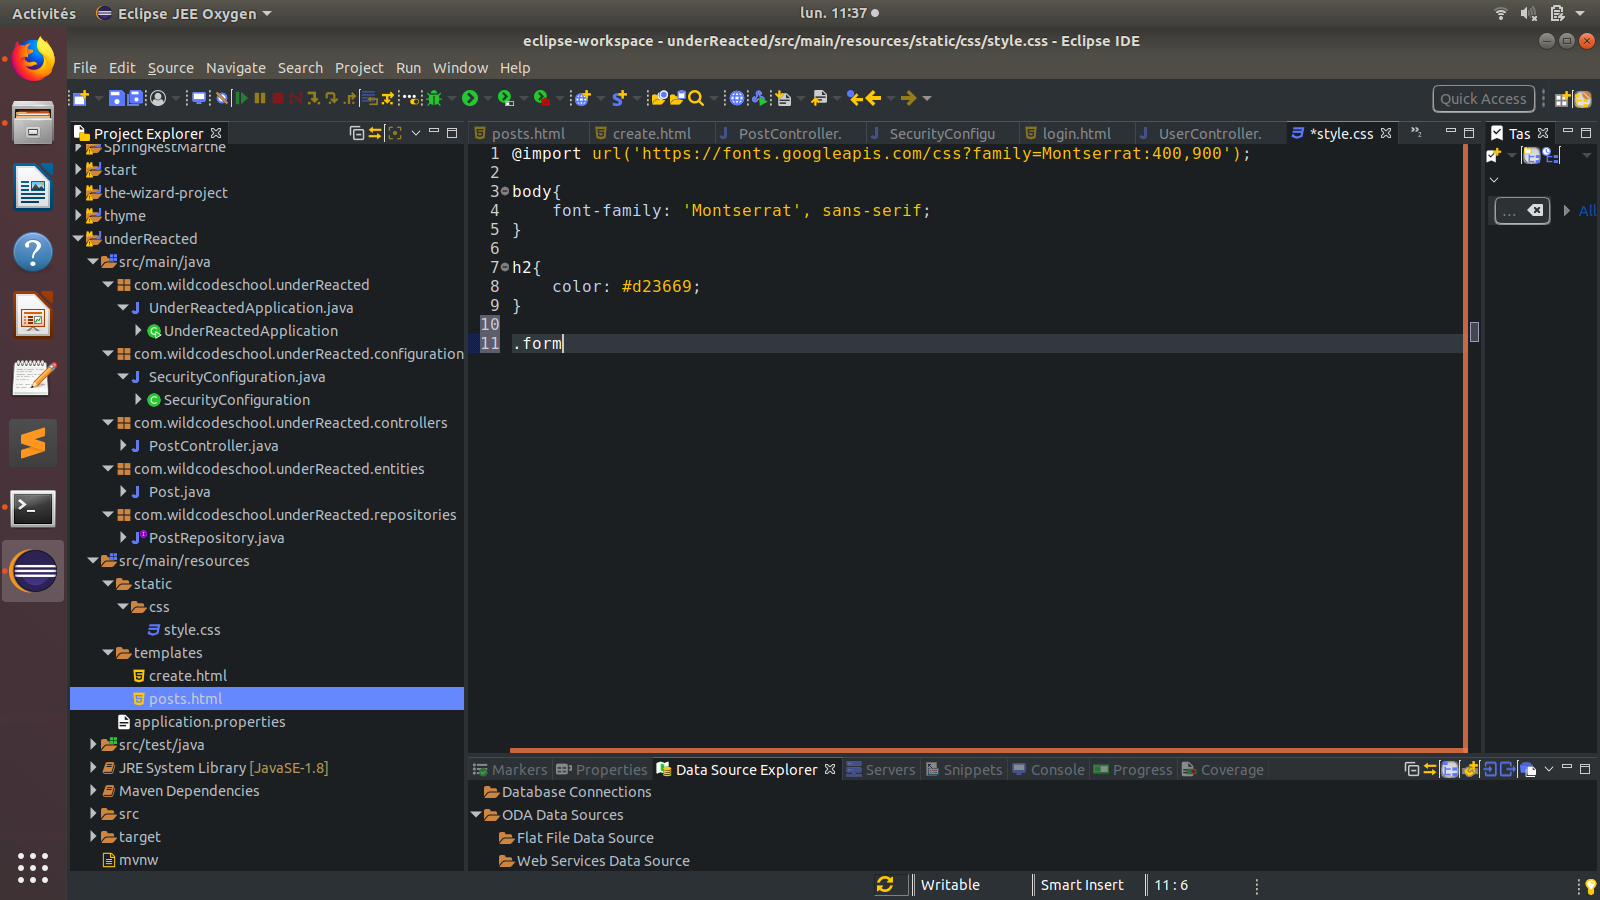 Activités
Eclipse JEE Oxygen
lun. 11:37
eclipse-workspace - underReacted/src/main/resources/static/css/style.css - Eclipse IDE
File Edit Source Navigate Search Project Run Window Help
Quick Access
Project Explorer
posts.html
create.html
PostController.
SecurityConfigu
login.html
UserController.
*style.css
Tas
SpringRestMarthe
start
the-wizard-project
thyme
underReacted
src/main/java
com.wildcodeschool.underReacted
UnderReactedApplication.java
UnderReactedApplication
com.wildcodeschool.underReacted.configuration
SecurityConfiguration.java
SecurityConfiguration
com.wildcodeschool.underReacted.controllers
PostController.java
com.wildcodeschool.underReacted.entities
Post.java
com.wildcodeschool.underReacted.repositories
PostRepository.java
src/main/resources
static
css
style.css
templates
create.html
posts.html
application.properties
src/test/java
JRE System Library [JavaSE-1.8]
Maven Dependencies
src
target
mvnw
1 @import url('https://fonts.googleapis.com/css?family=Montserrat:400,900');
2
3 body{
4 font-family: 'Montserrat', sans-serif;
5 }
6
7 h2{
8 color: #d23669;
9 }
10
11 .form
... All
Markers
Properties
Data Source Explorer
Servers
Snippets
Console
Progress
Coverage
Database Connections
ODA Data Sources
Flat File Data Source
Web Services Data Source
Writable
Smart Insert
11 : 6